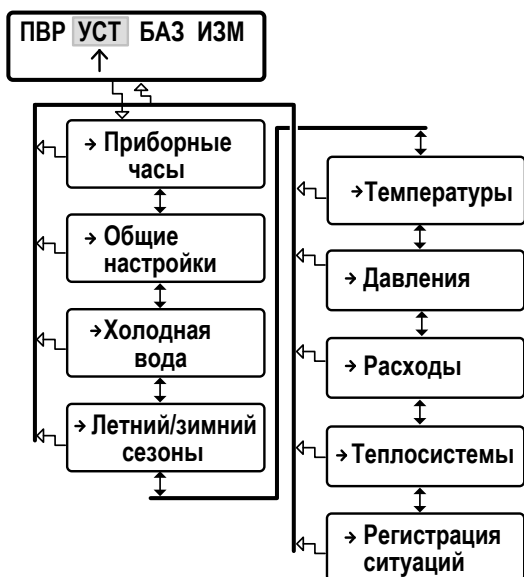 ПВР УСТ БАЗ ИЗМ
Приборные
часы
Общие
настройки
Холодная
вода
Летний/зимний
сезоны
Температуры
Давления
Расходы
Теплосистемы
Регистрация
ситуаций